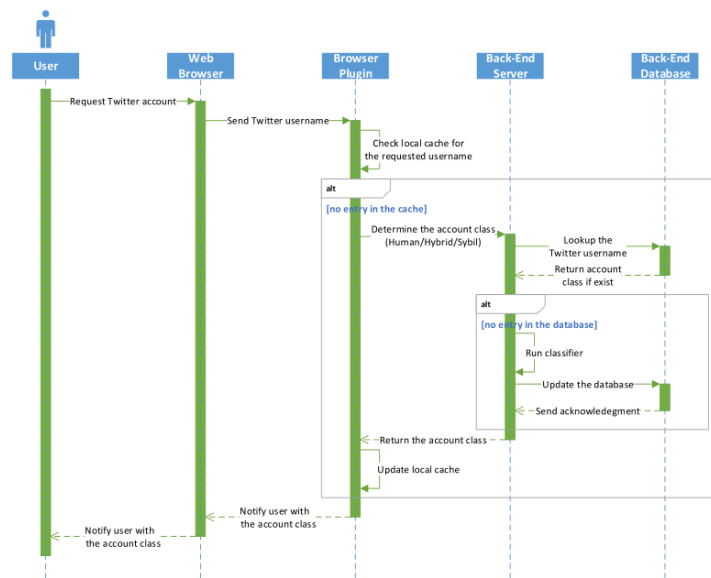 User
Web
Browser
Browser
Plugin
Back-End
Server
Back-End
Database
Request Twitter account
Send Twitter username
Check local cache for
the requested username
alt
[no entry in the cache]
Determine the account class
(Human/Hybrid/Sybil)
Lookup the
Twitter username
Return account
class if exist
alt
[no entry in the database]
Run classifier
Update the database
Send acknowledegment
Return the account class
Update local cache
Notify user with
the account class
Notify user with
the account class